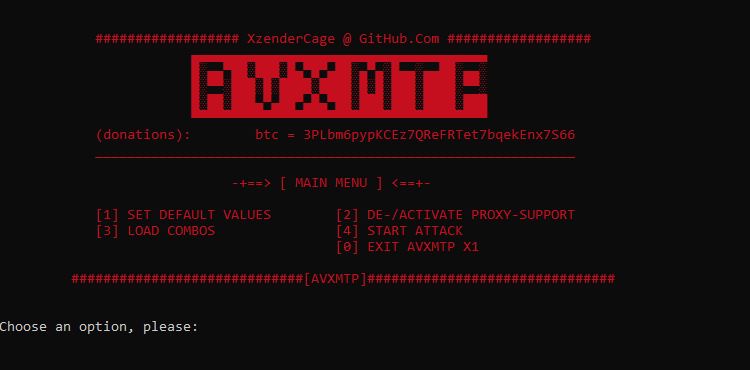 ################## XzenderCage @ GitHub.Com ##################
AVXMTP
(donations): btc = 3PLbm6pypKCEz7QReFRTet7bqekEnx7S66
-+==> [ MAIN MENU ] <==+-
[1] SET DEFAULT VALUES [2] DE-/ACTIVATE PROXY-SUPPORT
[3] LOAD COMBOS [4] START ATTACK
[0] EXIT AVXMTP X1
#############################[AVXMTP]###############################
Choose an option, please: